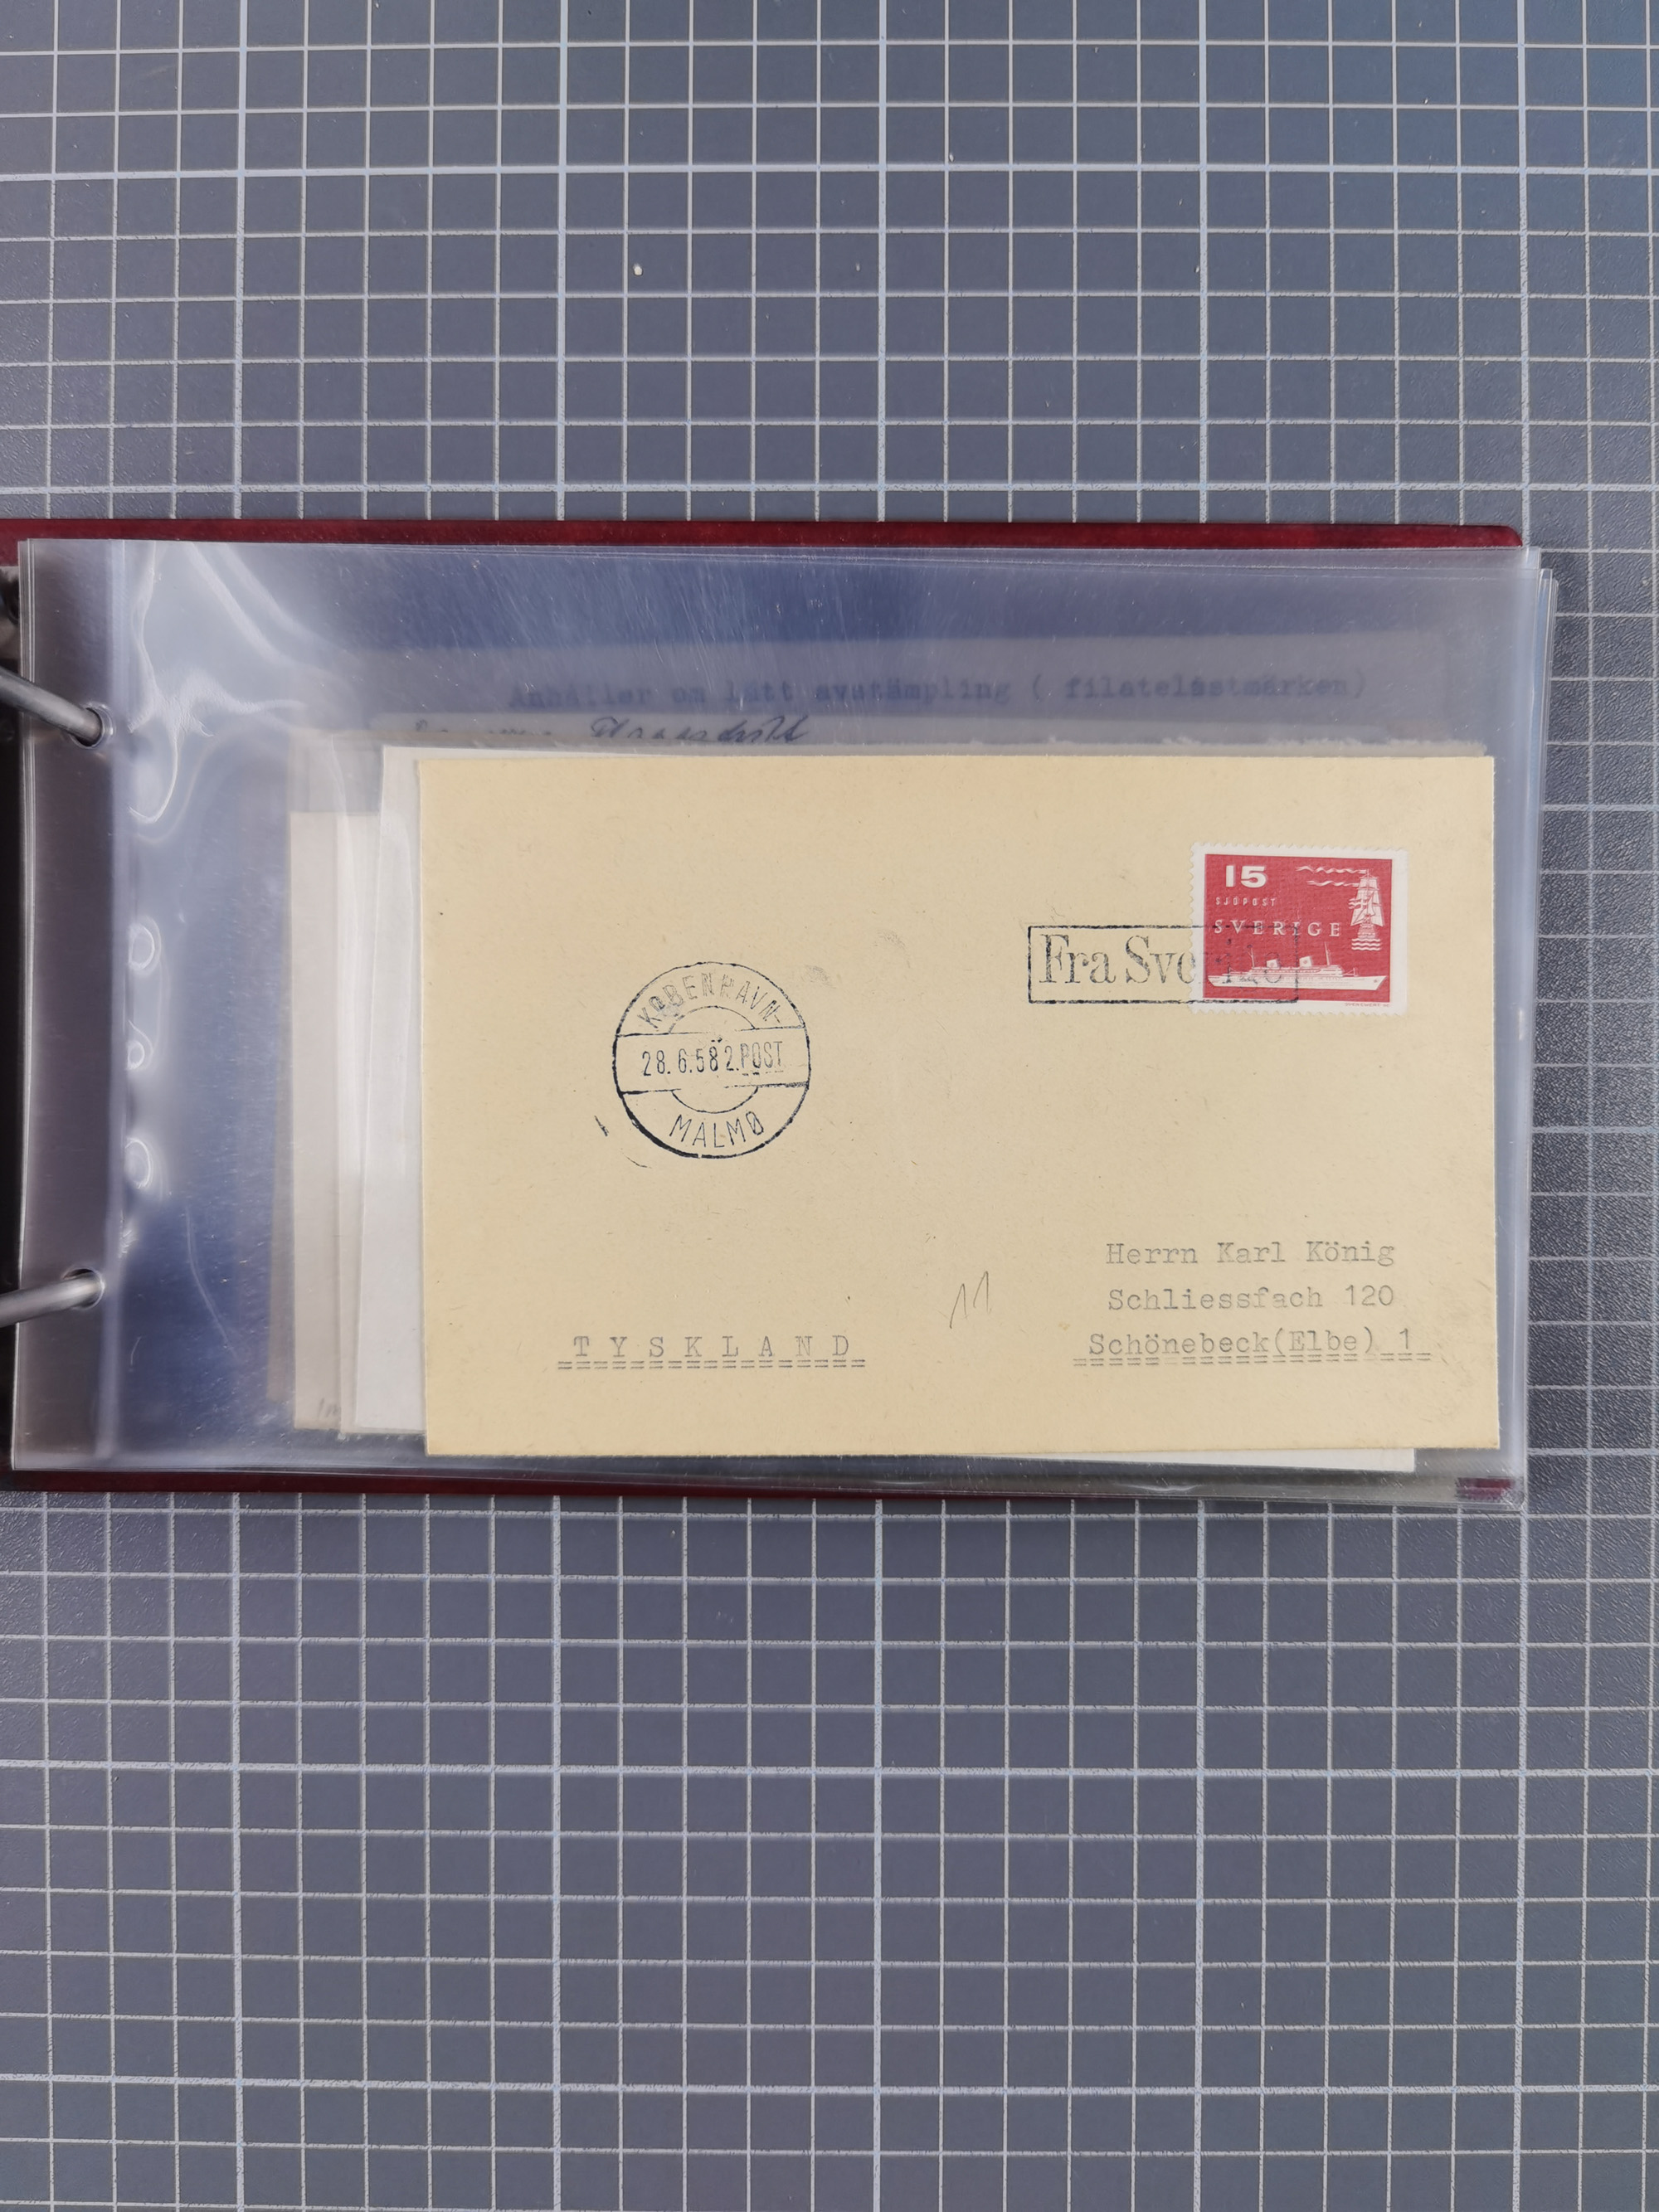 Anhåller om lätt avstämpling ( filatelistmärken)
15
SJÖPOST
SVERIGE
Fra Sverige
KØBENHAVN-
28.6.58 2.POST
MALMØ
Herrn Karl König
Schliessfach 120
Schönebeck(Elbe) 1
11
TYSKLAND